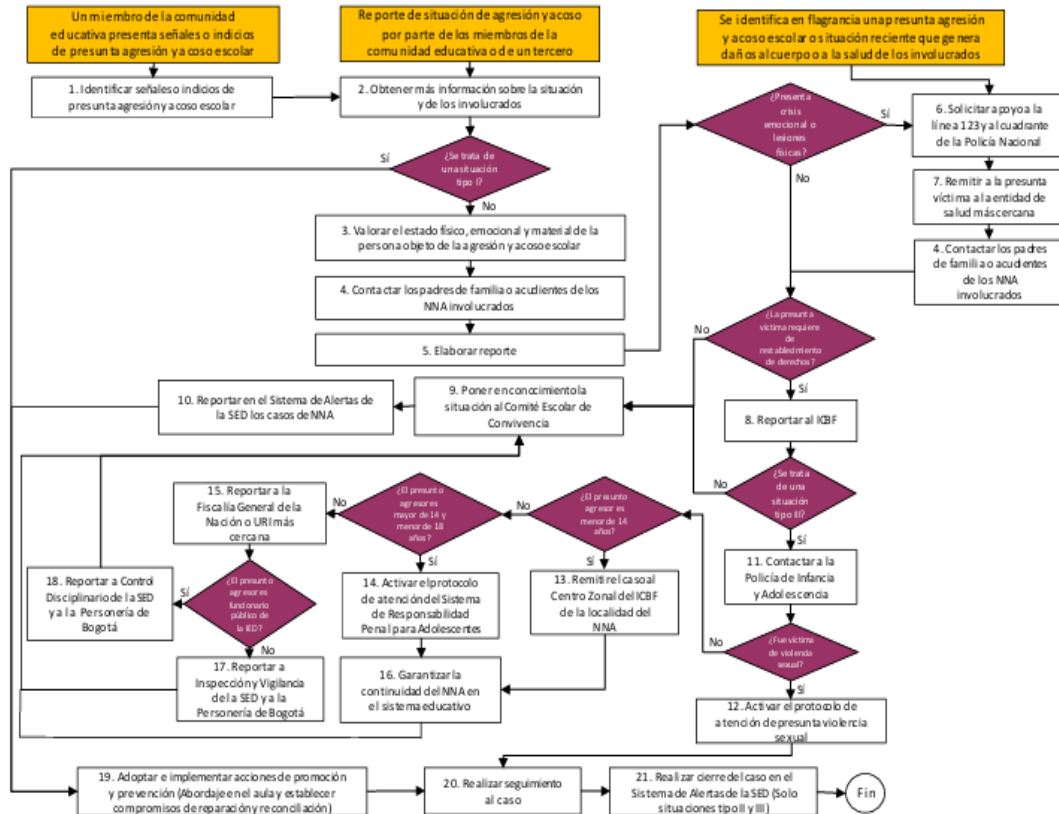 Un miembro de la comunidad
educativa presenta señales o indicios
de presunta agresión y acoso escolar
Reporte de situación de agresión y acoso
por parte de los miembros de la
comunidad educativa o de un tercero
Se identifica en flagrancia una presunta agresión
y acoso escolar o situación reciente que genera
daños al cuerpo o a la salud de los involucrados
1. Identificar señales o indicios de
presunta agresión y acoso escolar
2. Obtener más información sobre la situación
y de los involucrados
¿Presenta
crisis
emocional o
lesiones
físicas?
Sí
No
6. Solicitar apoyo a la
línea 123 y al cuadrante
de la Policía Nacional
¿Se trata de
una situación
tipo I?
Sí
No
7. Remitir a la presunta
víctima a la entidad de
salud más cercana
3. Valorar el estado físico, emocional y material de la
persona objeto de la agresión y acoso escolar
4. Contactar los padres
de familia o acudientes
de los NNA
involucrados
4. Contactar los padres de familia o acudientes de los
NNA involucrados
5. Elaborar reporte
¿La presunta
víctima requiere
de
restablecimiento
de derechos?
No
Sí
10. Reportar en el Sistema de Alertas de
la SED los casos de NNA
9. Poner en conocimiento la
situación al Comité Escolar de
Convivencia
8. Reportar al ICBF
¿Se trata
de una
situación
tipo III?
No
Sí
15. Reportar a la
Fiscalía General de la
Nación o URI más
cercana
No
¿El presunto
agresor es
mayor de 14 y
menor de 18
años?
Sí
No
¿El presunto
agresor es
menor de 14
años?
Sí
11. Contactar a la
Policía de Infancia
y Adolescencia
18. Reportar a Control
Disciplinario de la SED
y a la Personería de
Bogotá
Sí
¿El presunto
agresor es
funcionario
público de
la IED?
No
14. Activar el protocolo
de atención del Sistema
de Responsabilidad
Penal para Adolescentes
13. Remitir el caso al
Centro Zonal del ICBF
de la localidad del
NNA
No
¿Fue víctima
de violencia
sexual?
Sí
17. Reportar a
Inspección y Vigilancia
de la SED y a la
Personería de Bogotá
16. Garantizar la
continuidad del NNA en
el sistema educativo
12. Activar el protocolo de
atención de presunta violencia
sexual
19. Adoptar e implementar acciones de promoción
y prevención (Abordaje en el aula y establecer
compromisos de reparación y reconciliación)
20. Realizar seguimiento
al caso
21. Realizar cierre del caso en el
Sistema de Alertas de la SED (Solo
situaciones tipo II y III)
Fin